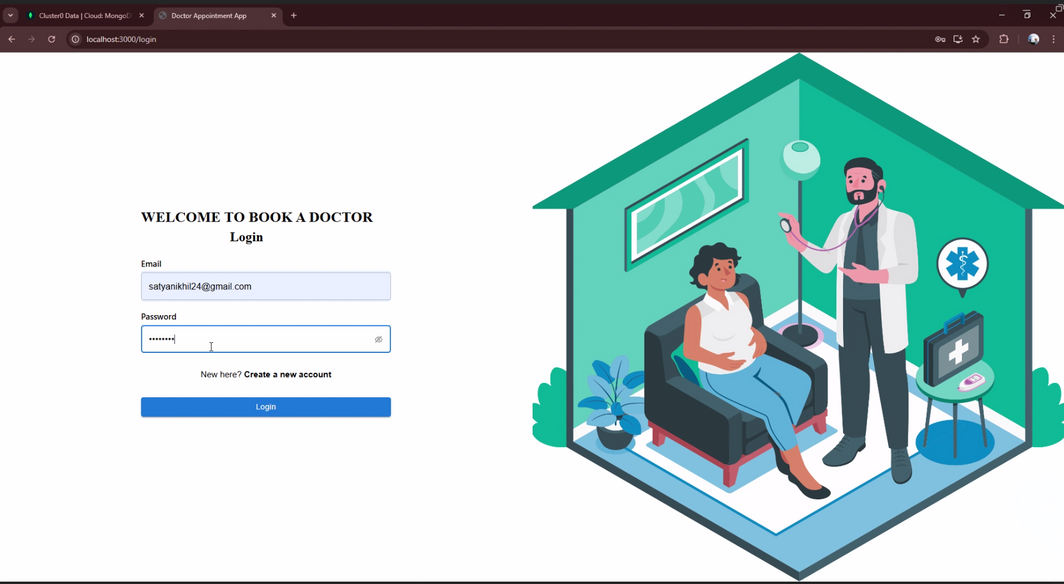 Cluster0 Data | Cloud: MongoD
Doctor Appointment App
localhost:3000/login
WELCOME TO BOOK A DOCTOR
Login
Email
satyanikhil24@gmail.com
Password
••••••••
New here? Create a new account
Login